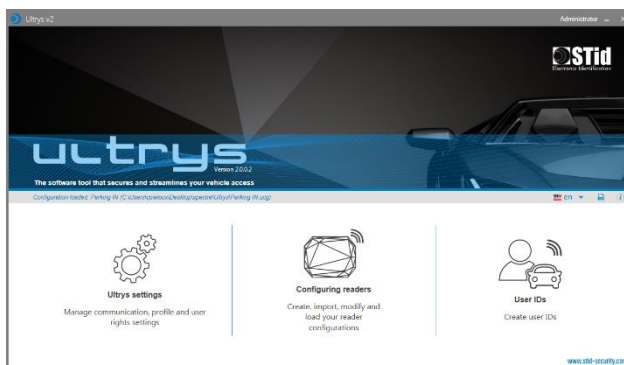 Ultrys v2
Administrator
STid
Electronic Identification
ultrys
Version 2.0.0.2
The software tool that secures and streamlines your vehicle access
en
Ultrys settings
Manage communication, profile and user
rights settings
Configuring readers
Create, import, modify and
load your reader
configurations
User IDs
Create user IDs
www.stid-security.com